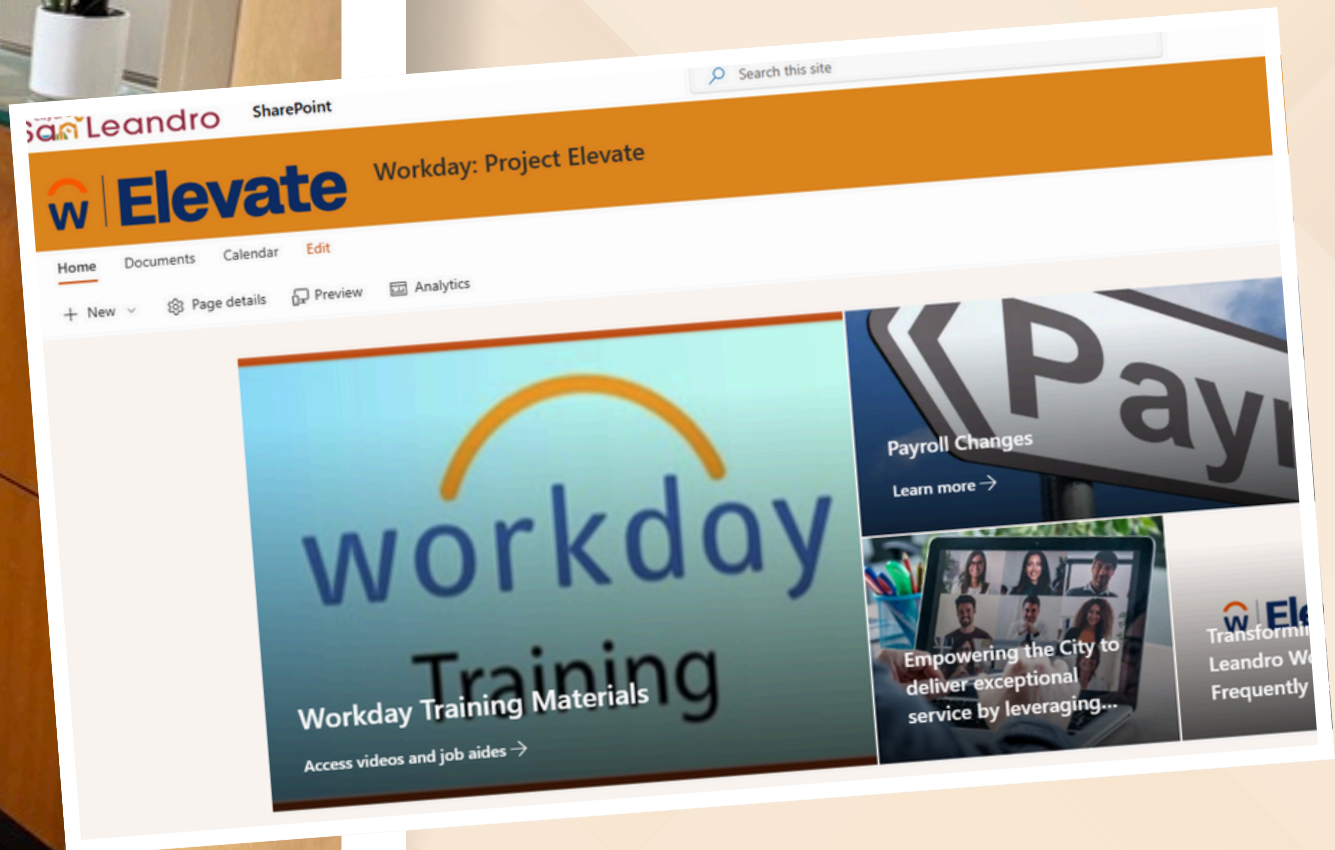 Search this site
San Leandro
SharePoint
W Elevate
Workday: Project Elevate
Home
Documents
Calendar
Edit
New
Page details
Preview
Analytics
workday
Training
Workday Training Materials
Access videos and job aides →
Payroll Changes
Learn more →
Empowering the City to
deliver exceptional
service by leveraging...
W
Leandro
Frequently